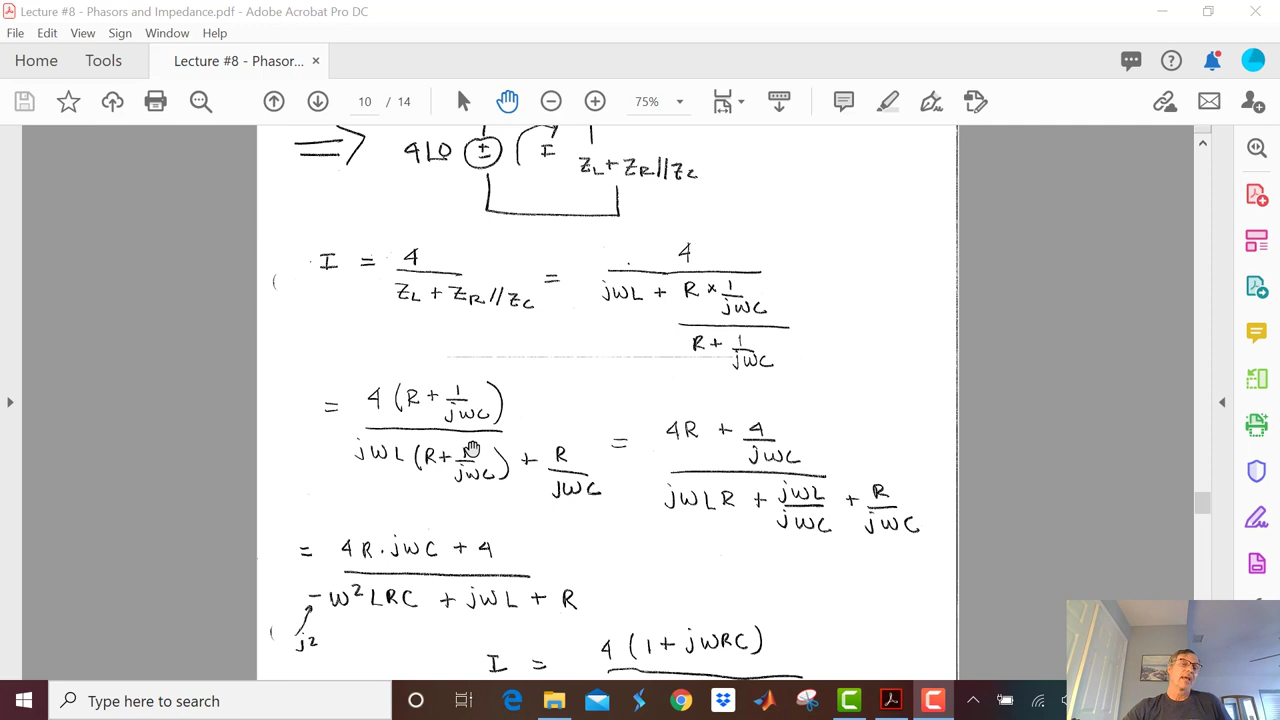 Lecture #8 - Phasors and Impedance.pdf - Adobe Acrobat Pro DC
File Edit View Sign Window Help
Home Tools Lecture #8 - Phasor... ×
10 / 14 75%
⇒ 4∠0 ± I Z_L + Z_R//Z_C
I = 4 / (Z_L + Z_R//Z_C) = 4 / (jωL + (R × 1/jωC) / (R + 1/jωC))
= 4(R + 1/jωC) / (jωL(R + /jωC) + R/jωC) = (4R + 4/jωC) / (jωLR + jωL/jωC + R/jωC)
= (4R·jωC + 4) / (-ω²LRC + jωL + R)
j²
I = 4(1 + jωRC)
Type here to search